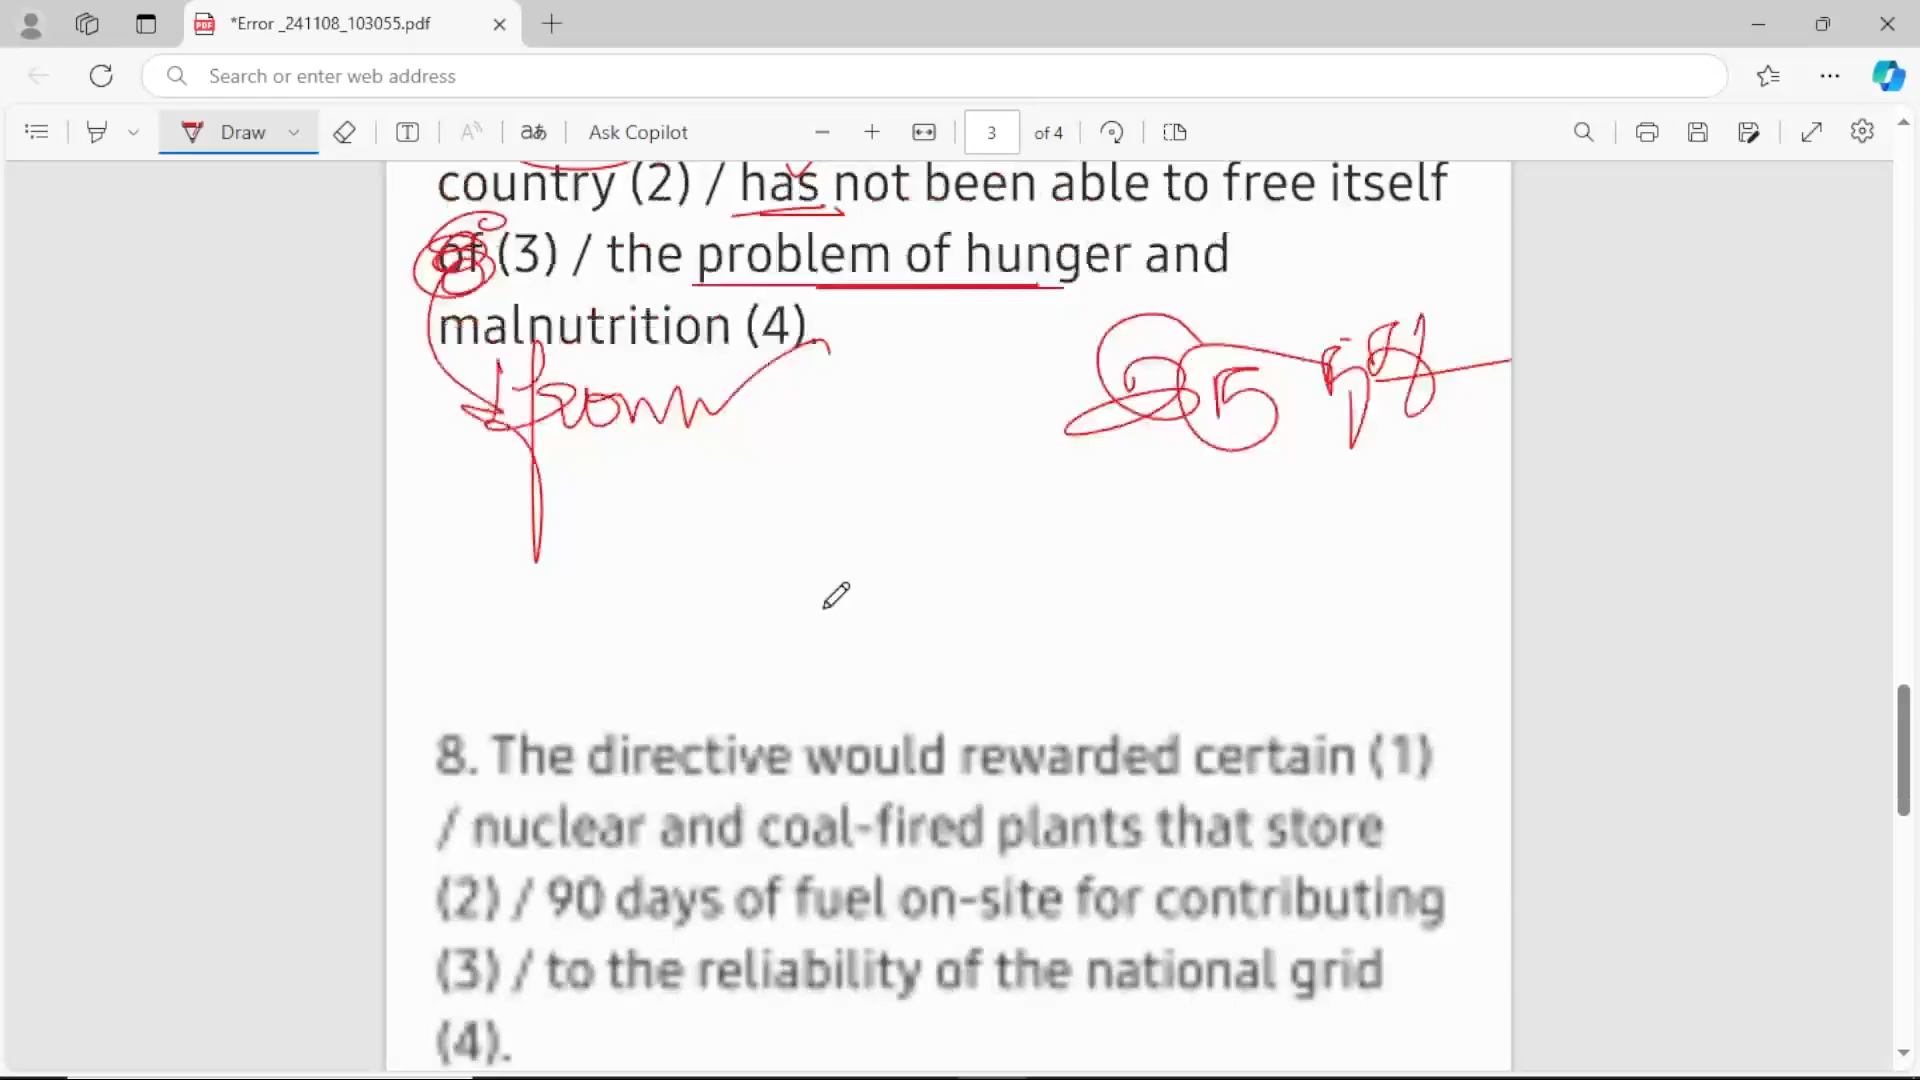 *Error _241108_103055.pdf
Search or enter web address
Draw
Ask Copilot
3 of 4
country (2) / has not been able to free itself
of (3) / the problem of hunger and
malnutrition (4).
from
25
8. The directive would rewarded certain (1)
/ nuclear and coal-fired plants that store
(2) / 90 days of fuel on-site for contributing
(3) / to the reliability of the national grid
(4).